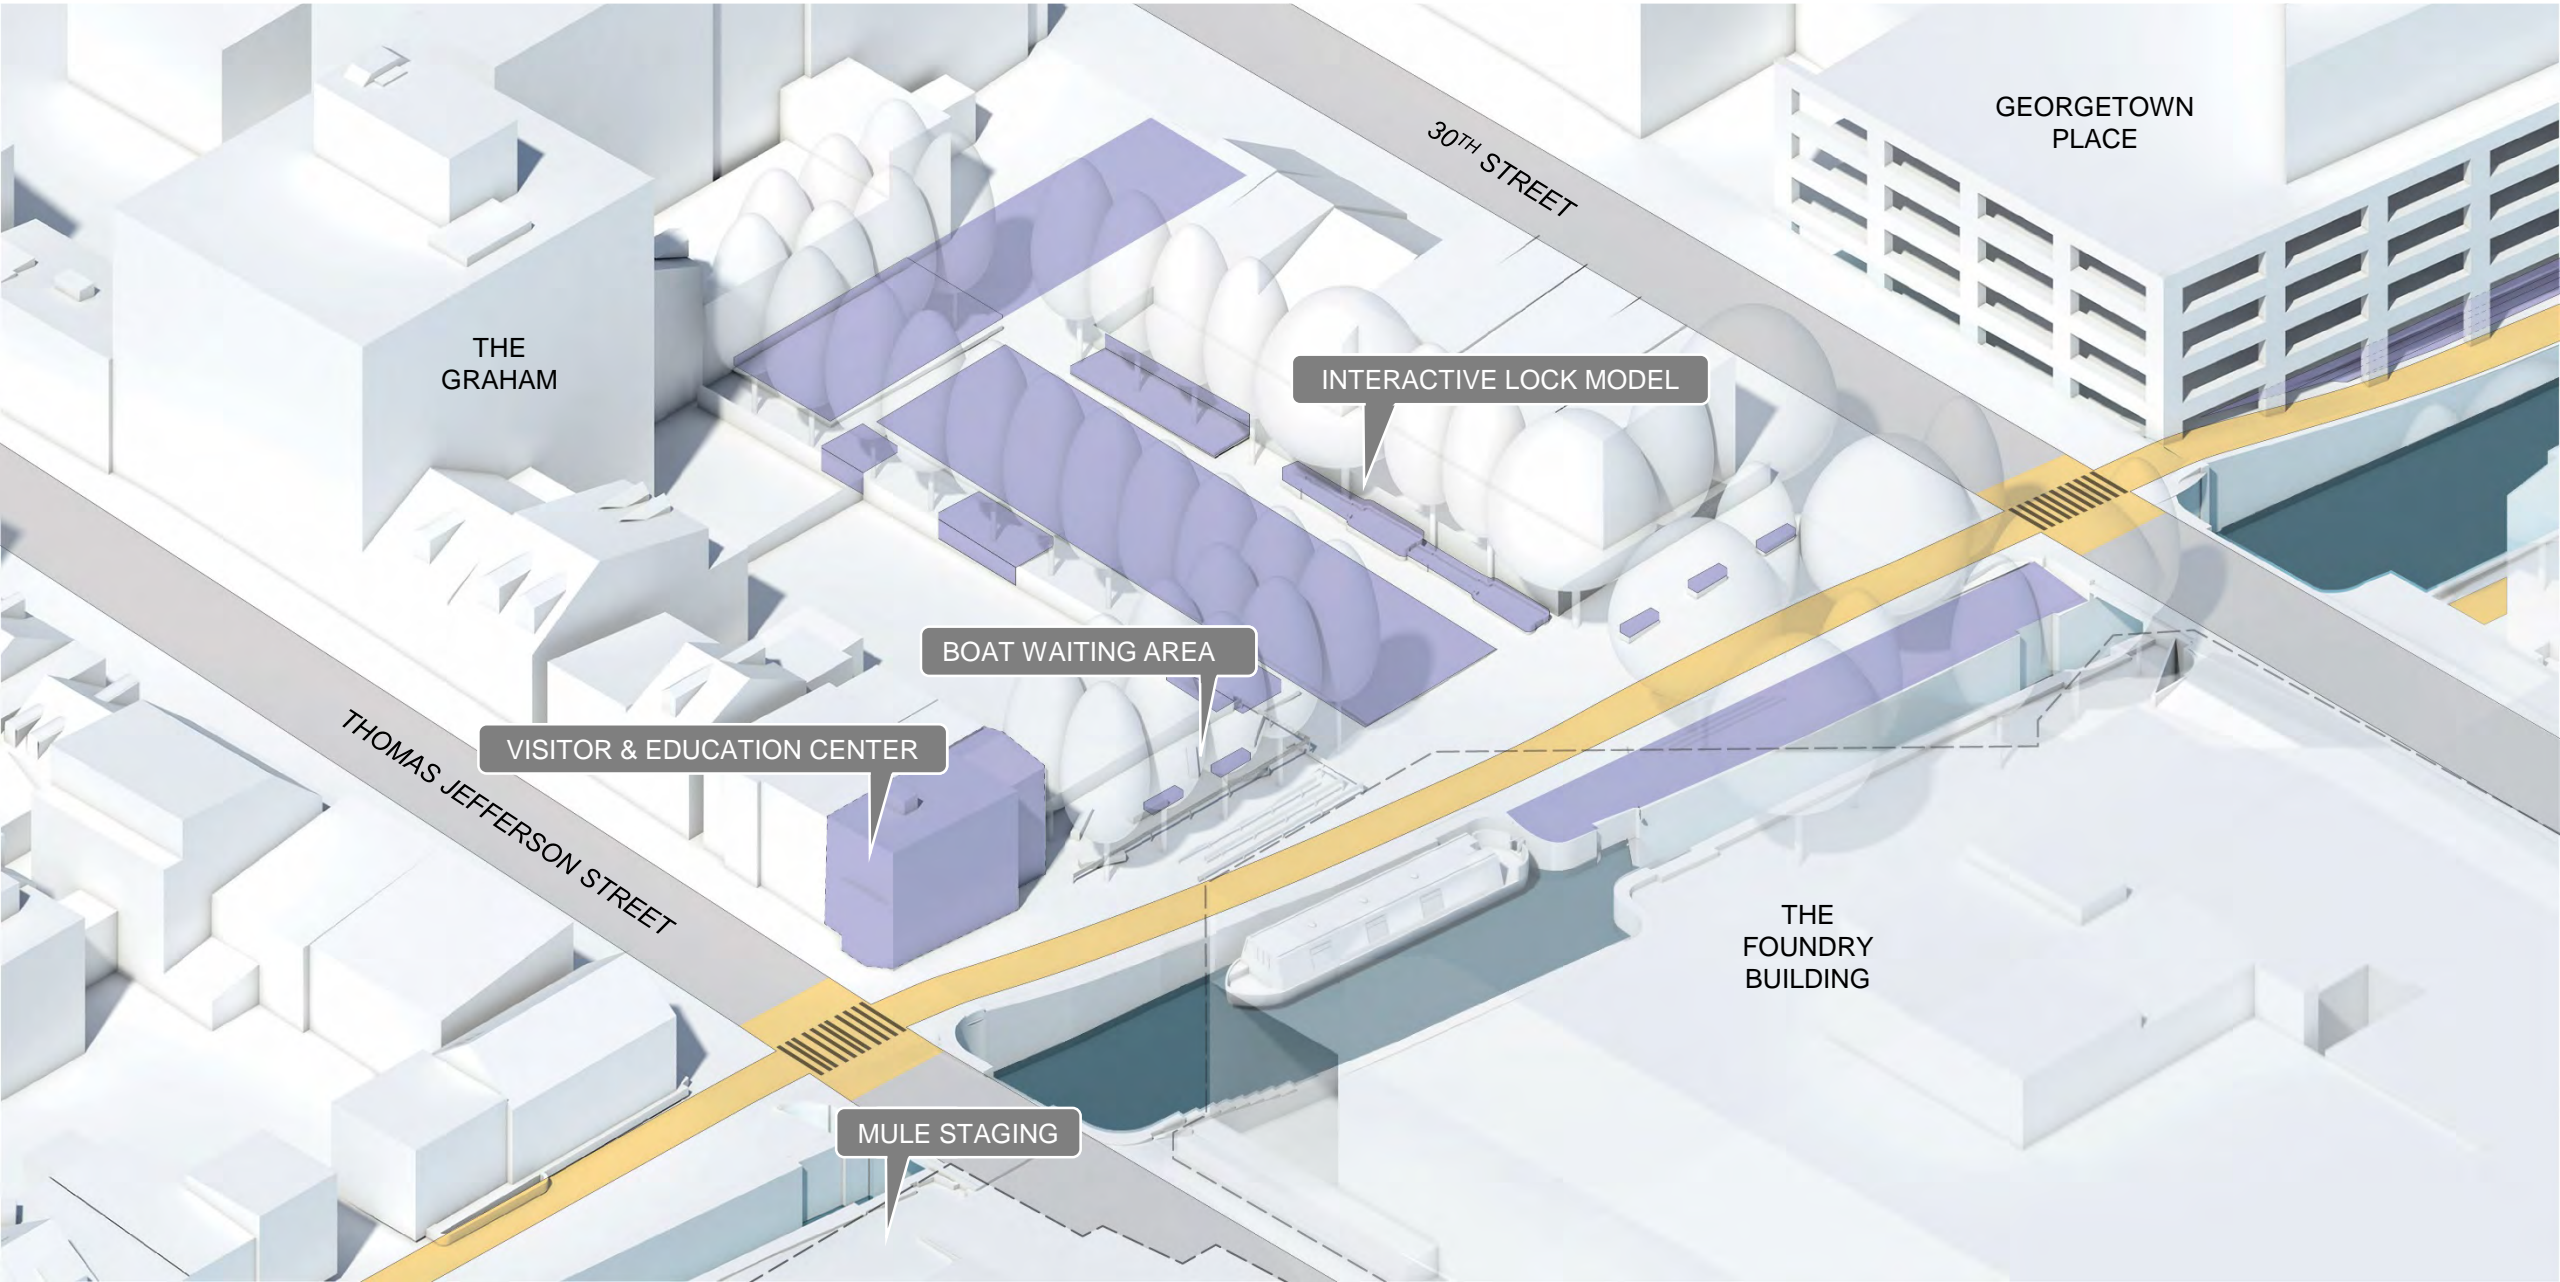 GEORGETOWN
PLACE
30TH STREET
THE
GRAHAM
INTERACTIVE LOCK MODEL
BOAT WAITING AREA
VISITOR & EDUCATION CENTER
THOMAS JEFFERSON STREET
THE
FOUNDRY
BUILDING
MULE STAGING